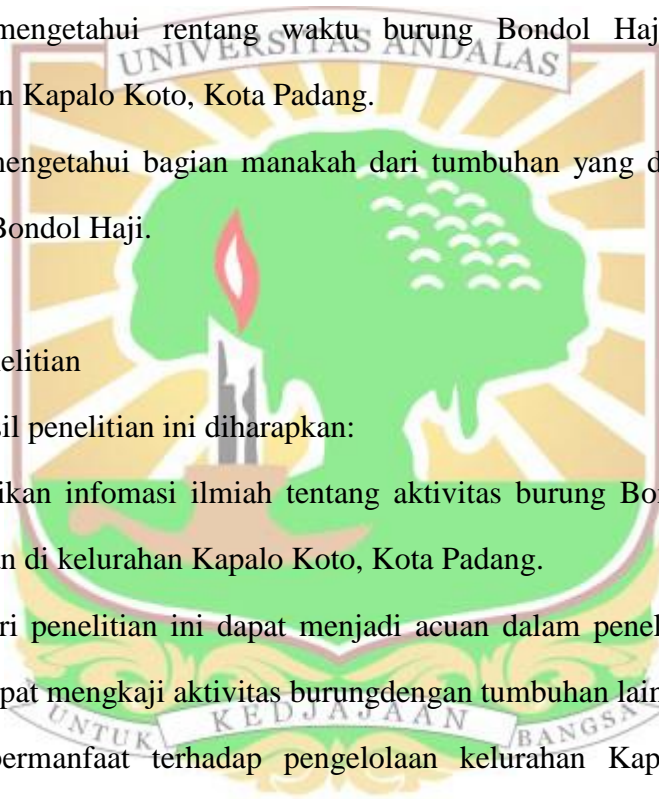 UNIVERSITAS ANDALAS
mengetahui rentang waktu burung Bondol Haj
n Kapalo Koto, Kota Padang.
mengetahui bagian manakah dari tumbuhan yang d
Bondol Haji.
elitian
sil penelitian ini diharapkan:
ikan infomasi ilmiah tentang aktivitas burung Bo
an di kelurahan Kapalo Koto, Kota Padang.
ri penelitian ini dapat menjadi acuan dalam penel
pat mengkaji aktivitas burungdengan tumbuhan lain
UNTUK KEDJAJAAN BANGSA
bermanfaat terhadap pengelolaan kelurahan Kap